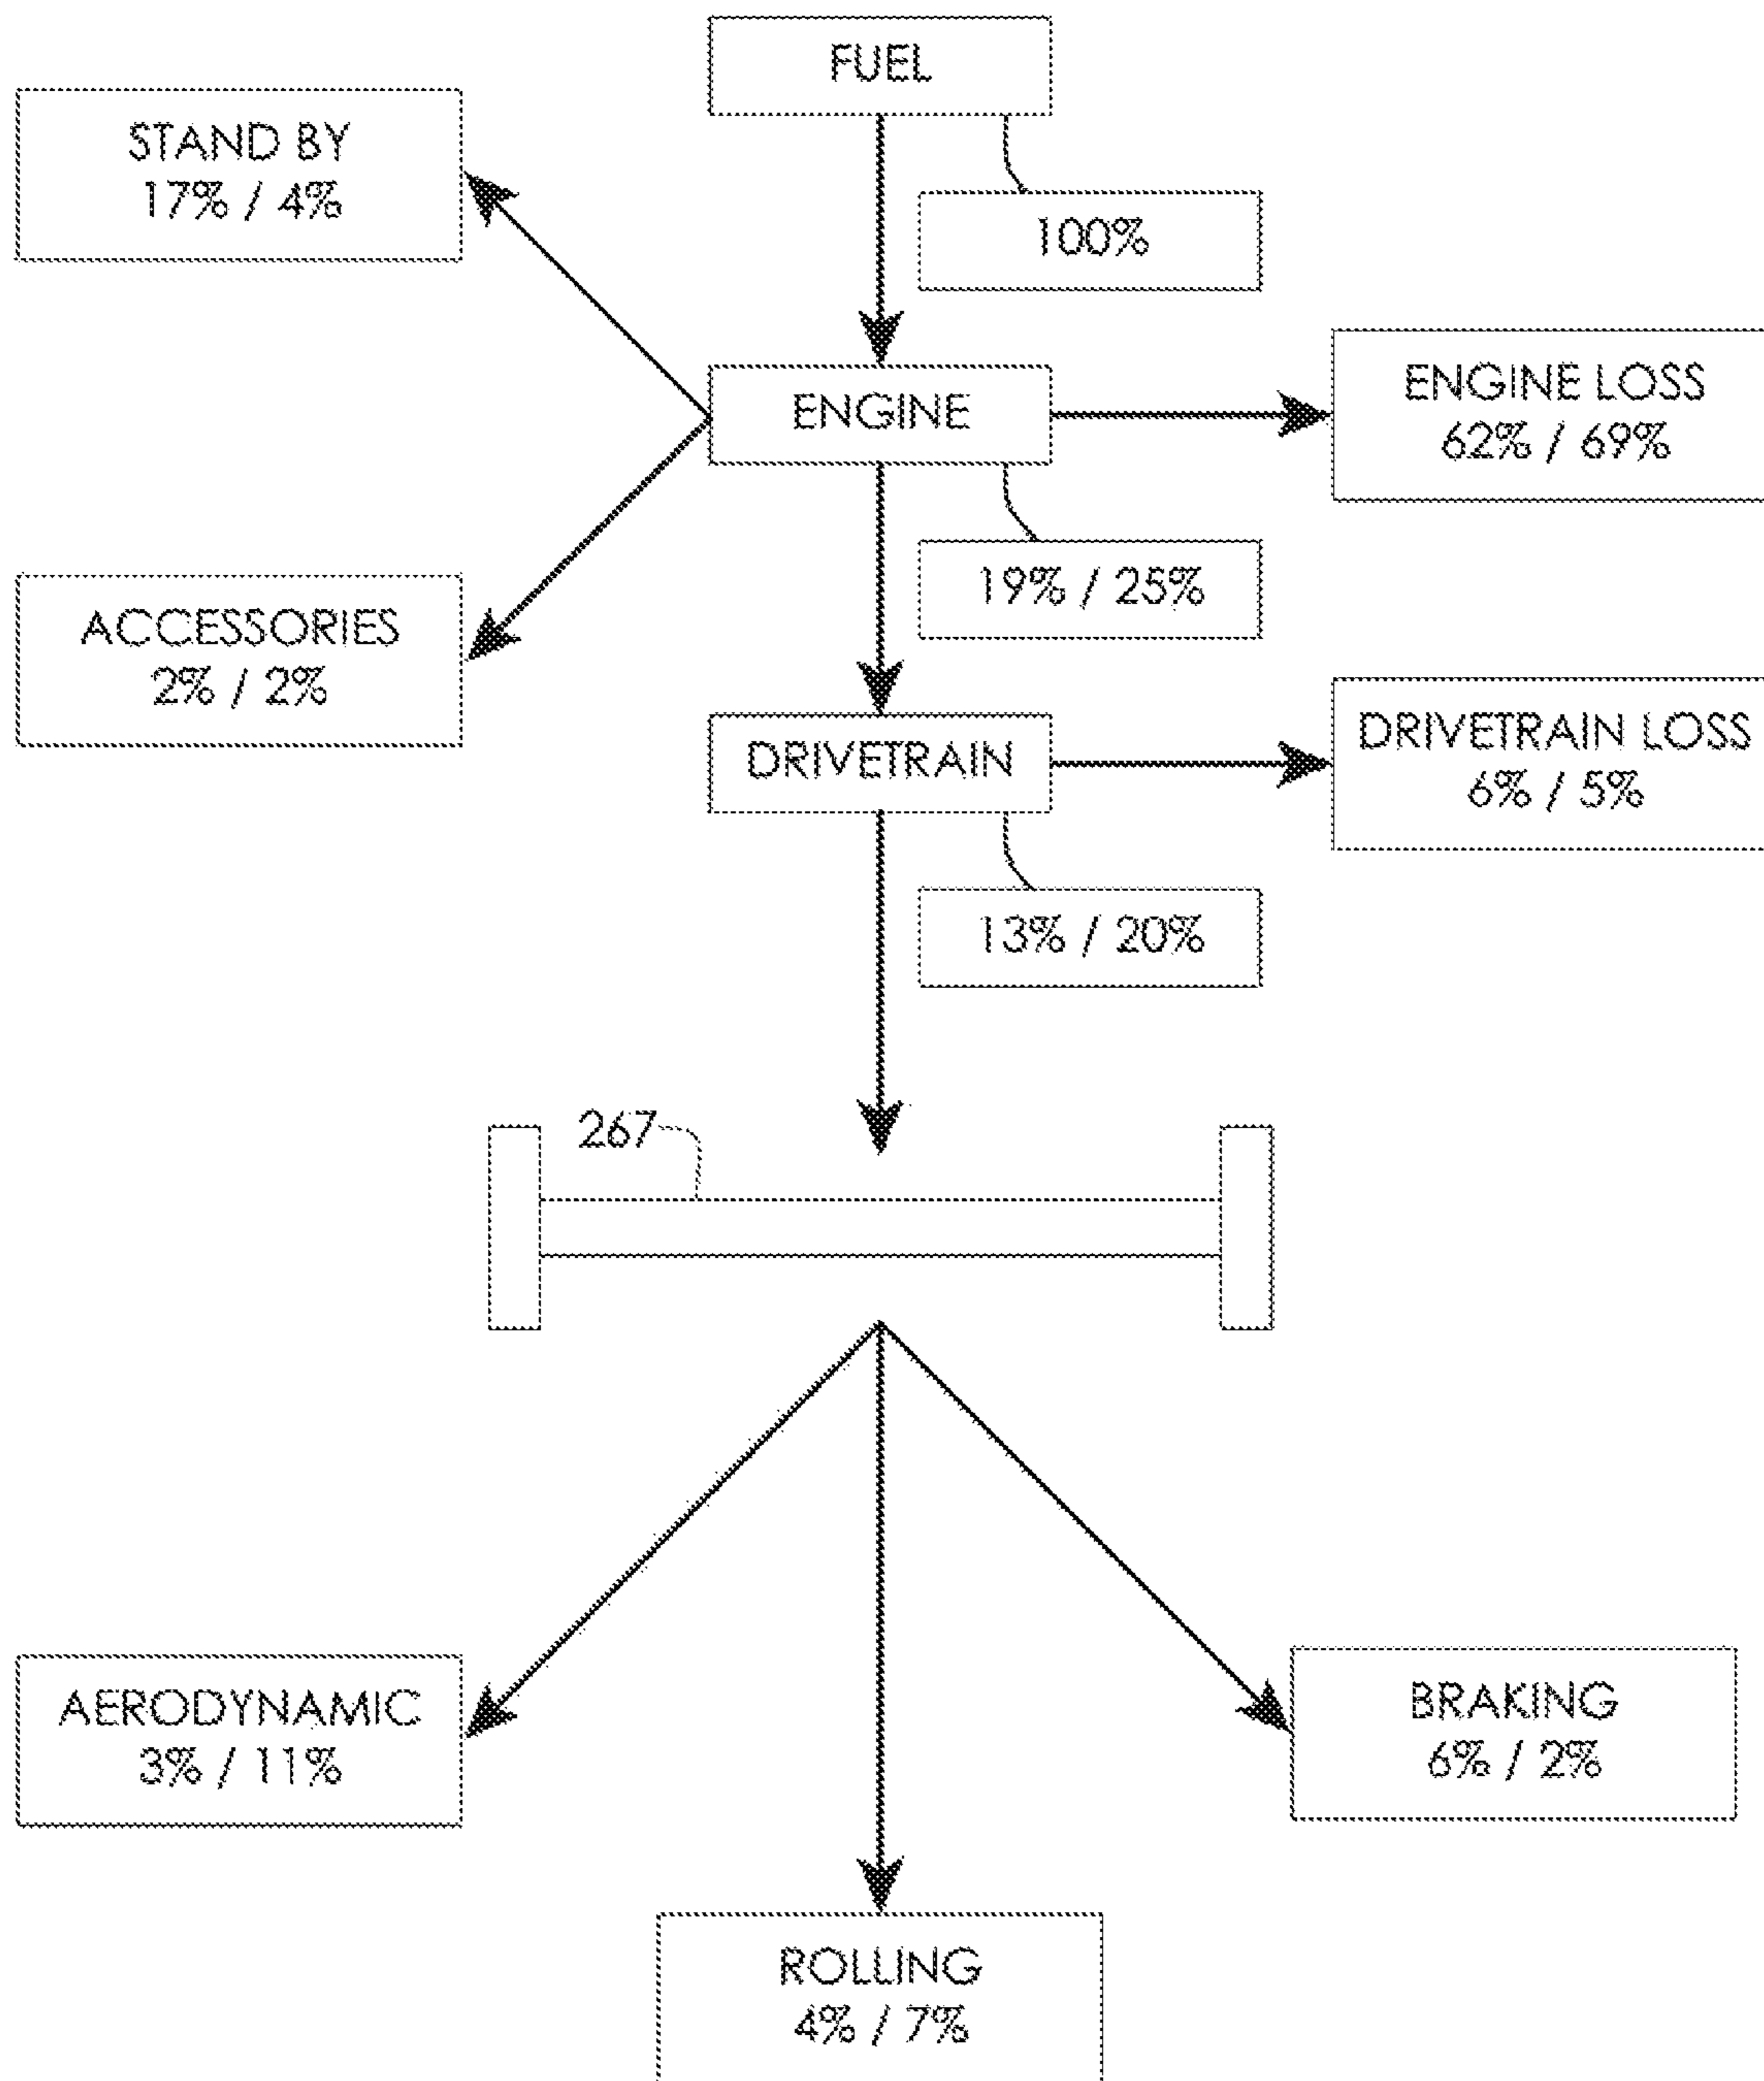 FUEL
STAND BY
17% / 4%
100%
ENGINE
ENGINE LOSS
62% / 69%
19% / 25%
ACCESSORIES
2% / 2%
DRIVETRAIN
DRIVETRAIN LOSS
6% / 5%
13% / 20%
267
AERODYNAMIC
3% / 11%
BRAKING
6% / 2%
ROLLING
4% / 7%